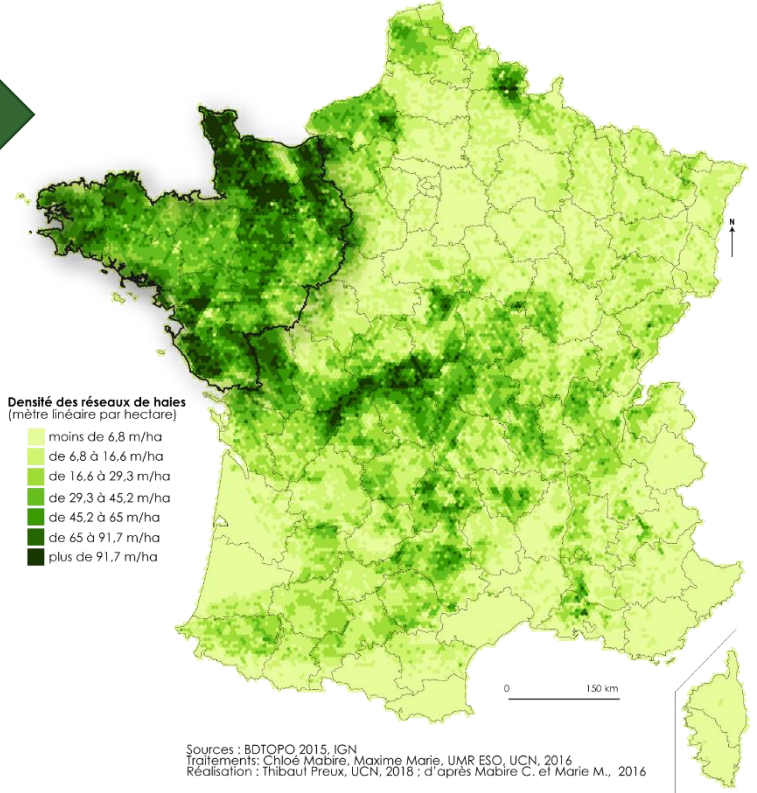 N
Densité des réseaux de haies
(mètre linéaire par hectare)
moins de 6,8 m/ha
de 6,8 à 16,6 m/ha
de 16,6 à 29,3 m/ha
de 29,3 à 45,2 m/ha
de 45,2 à 65 m/ha
de 65 à 91,7 m/ha
plus de 91,7 m/ha
0 150 km
Sources : BDTOPO 2015, IGN
Traitements: Chloé Mabire, Maxime Marie, UMR ESO, UCN, 2016
Réalisation : Thibaut Preux, UCN, 2018 ; d'après Mabire C. et Marie M., 2016